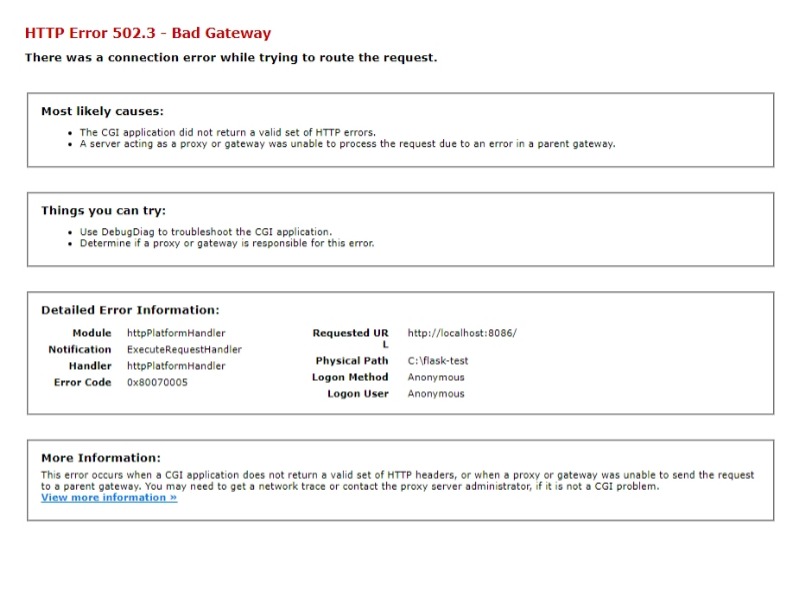 HTTP Error 502.3 - Bad Gateway
There was a connection error while trying to route the request.
Most likely causes:
• The CGI application did not return a valid set of HTTP errors.
• A server acting as a proxy or gateway was unable to process the request due to an error in a parent gateway.
Things you can try:
• Use DebugDiag to troubleshoot the CGI application.
• Determine if a proxy or gateway is responsible for this error.
Detailed Error Information:
Module httpPlatformHandler
Notification ExecuteRequestHandler
Handler httpPlatformHandler
Error Code 0x80070005
Requested UR
L http://localhost:8086/
Physical Path C:\flask-test
Logon Method Anonymous
Logon User Anonymous
More Information:
This error occurs when a CGI application does not return a valid set of HTTP headers, or when a proxy or gateway was unable to send the request
to a parent gateway. You may need to get a network trace or contact the proxy server administrator, if it is not a CGI problem.
View more information »